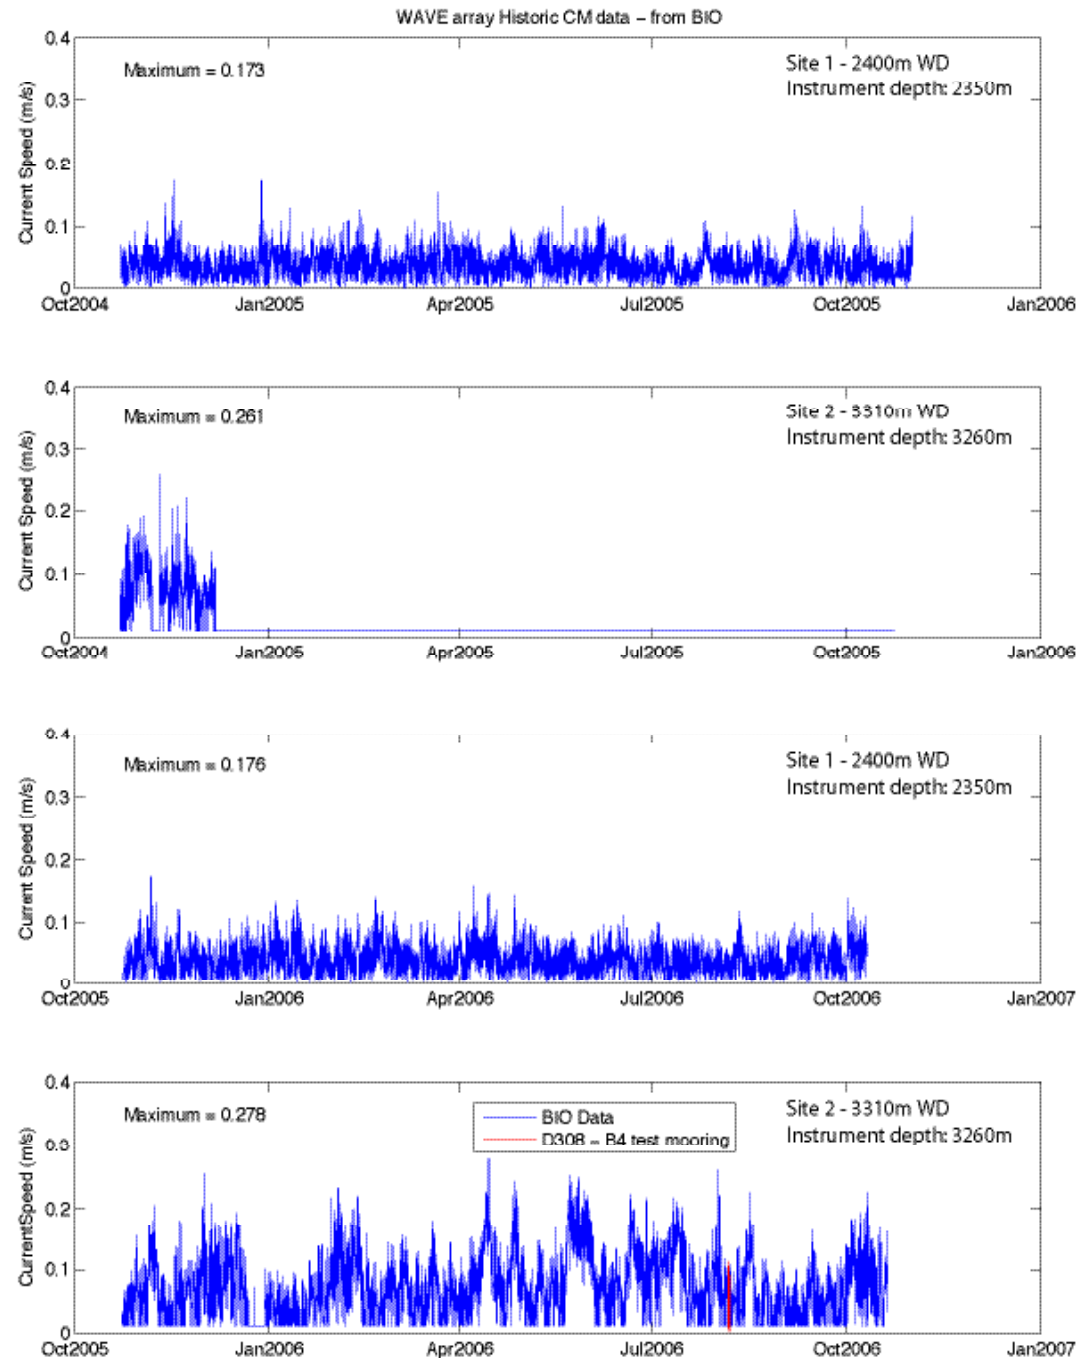 WAVE array Historic CM data – from BIO
0.4
Maximum = 0.173
Site 1 - 2400m WD
Instrument depth: 2350m
0.3
Current Speed (m/s)
0.2
0.1
0
Oct2004 Jan2005 Apr2005 Jul2005 Oct2005 Jan2006
0.4
Maximum = 0.261
Site 2 - 3310m WD
Instrument depth: 3260m
0.3
Current Speed (m/s)
0.2
0.1
0
Oct2004 Jan2005 Apr2005 Jul2005 Oct2005 Jan2006
0.4
Maximum = 0.176
Site 1 - 2400m WD
Instrument depth: 2350m
0.3
Current Speed (m/s)
0.2
0.1
0
Oct2005 Jan2006 Apr2006 Jul2006 Oct2006 Jan2007
0.4
Maximum = 0.278
BIO Data
D308 – B4 test mooring
Site 2 - 3310m WD
Instrument depth: 3260m
0.3
CurrentSpeed (m/s)
0.2
0.1
0
Oct2005 Jan2006 Apr2006 Jul2006 Oct2006 Jan2007